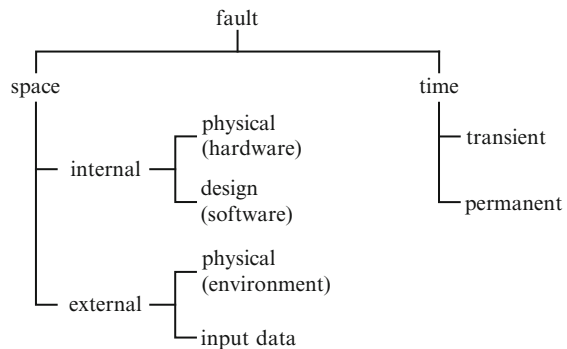 fault
space
time
internal
physical
(hardware)
design
(software)
external
physical
(environment)
input data
transient
permanent